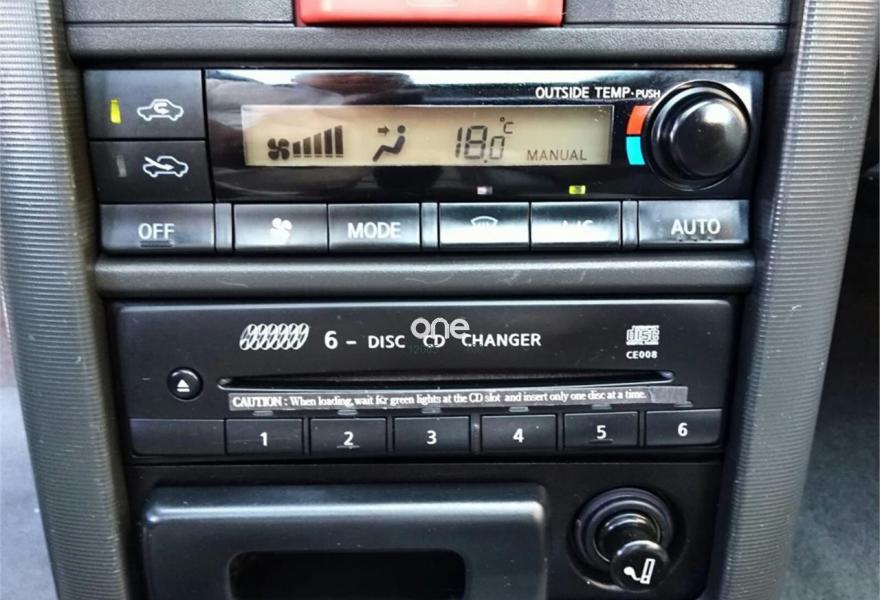 OUTSIDE TEMP·PUSH
18.0°C
MANUAL
OFF
MODE
AUTO
6 - DISC CD CHANGER
one
DISC
CE008
CAUTION : When loading, wait for green lights at the CD slot and insert only one disc at a time.
1 2 3 4 5 6